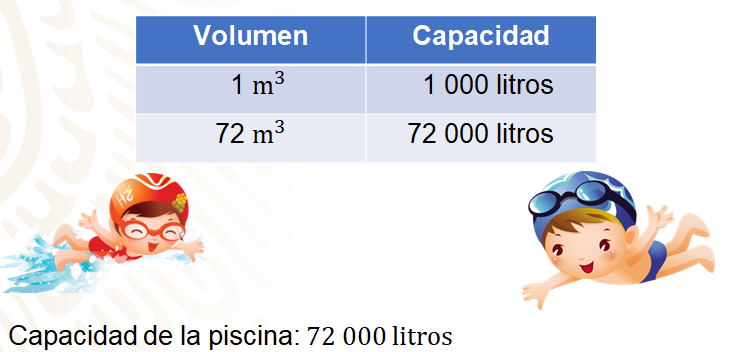 Volumen Capacidad
1 m³ 1 000 litros
72 m³ 72 000 litros
Capacidad de la piscina: 72 000 litros